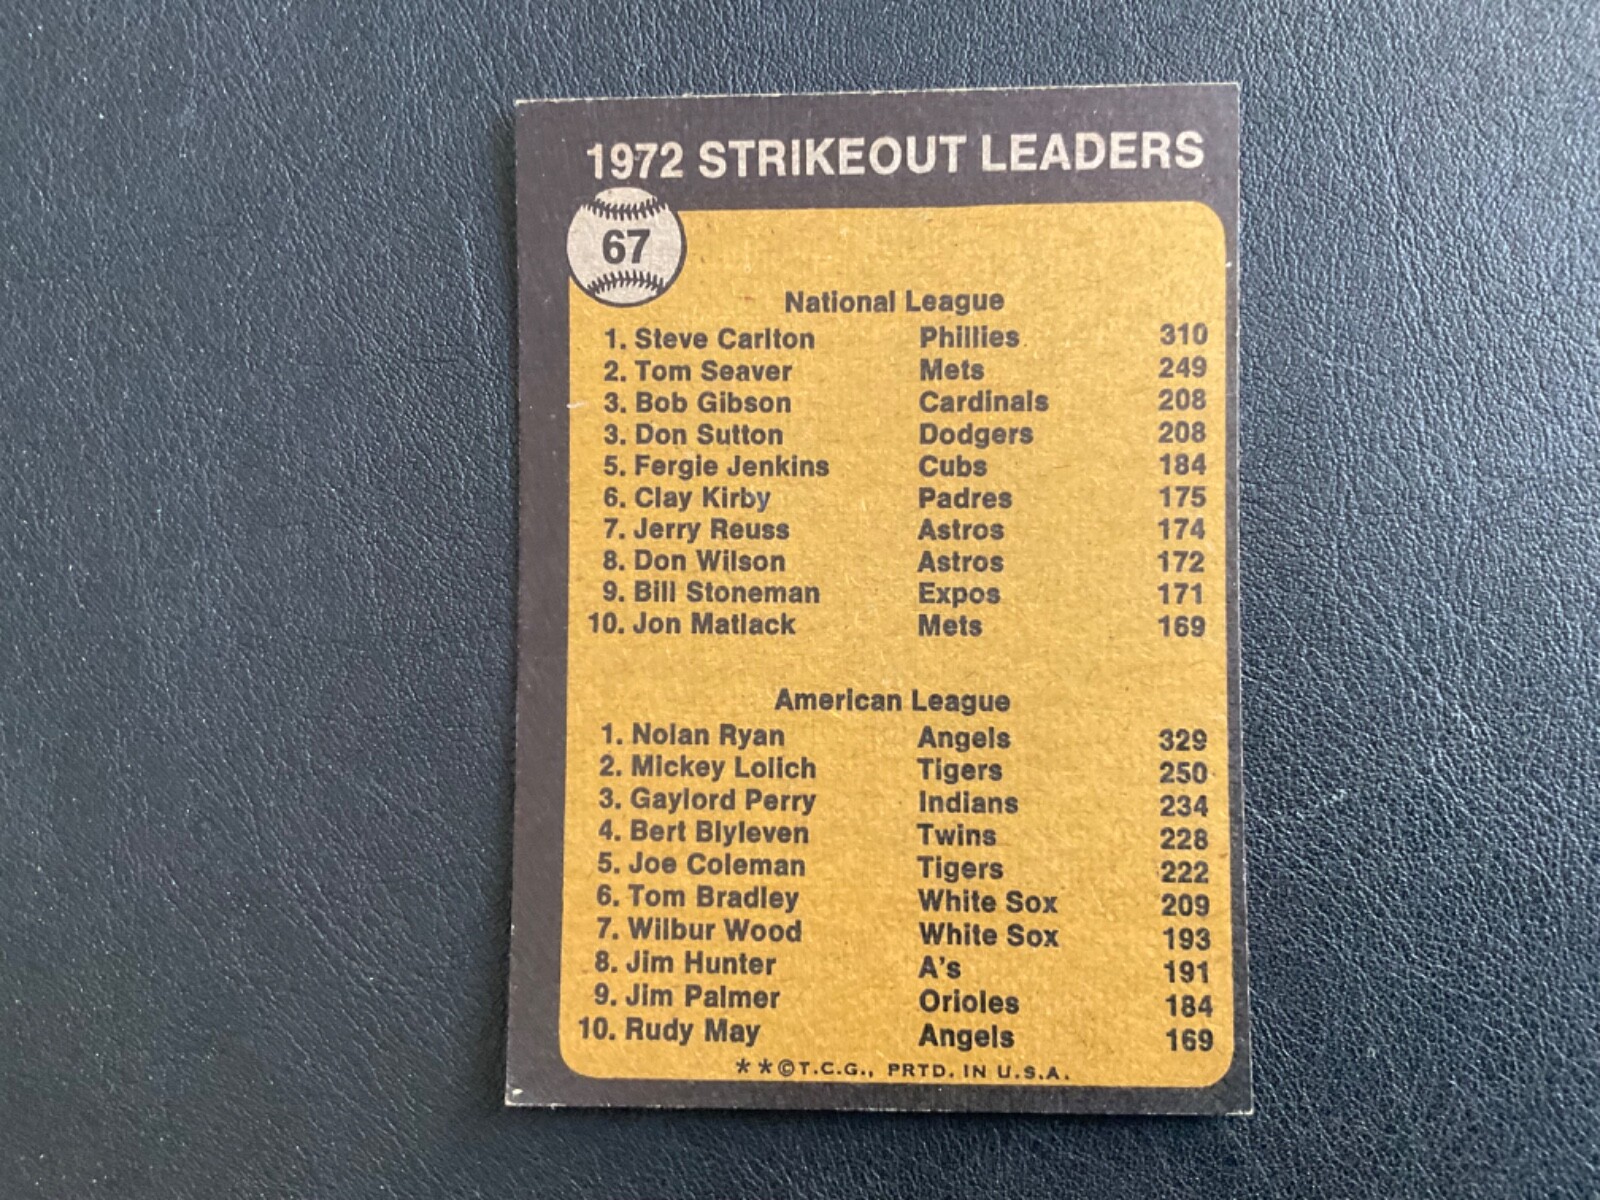 1972 STRIKEOUT LEADERS
67
National League
1. Steve Carlton Phillies 310
2. Tom Seaver Mets 249
3. Bob Gibson Cardinals 208
3. Don Sutton Dodgers 208
5. Fergie Jenkins Cubs 184
6. Clay Kirby Padres 175
7. Jerry Reuss Astros 174
8. Don Wilson Astros 172
9. Bill Stoneman Expos 171
10. Jon Matlack Mets 169
American League
1. Nolan Ryan Angels 329
2. Mickey Lolich Tigers 250
3. Gaylord Perry Indians 234
4. Bert Blyleven Twins 228
5. Joe Coleman Tigers 222
6. Tom Bradley White Sox 209
7. Wilbur Wood White Sox 193
8. Jim Hunter A's 191
9. Jim Palmer Orioles 184
10. Rudy May Angels 169
**©T.C.G., PRTD. IN U.S.A.